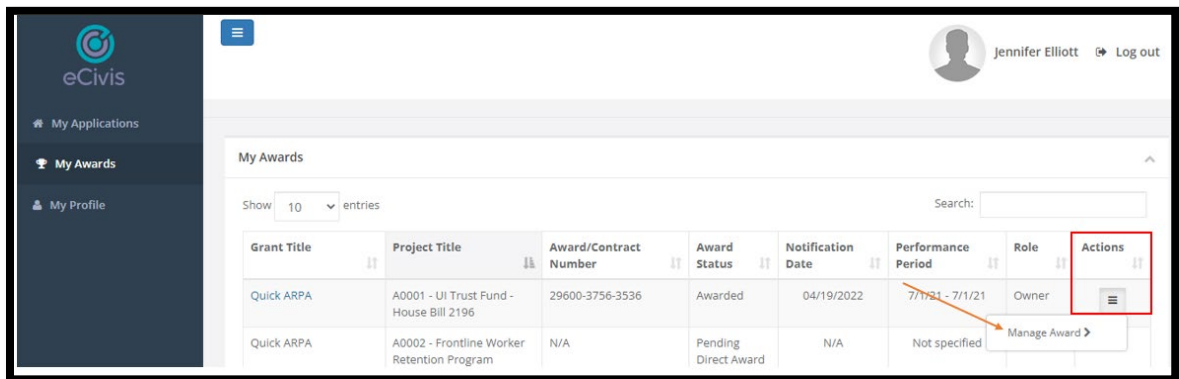 eCivis
Jennifer Elliott Log out
My Applications
My Awards
My Profile
My Awards
Show 10 entries
Search:
Grant Title Project Title Award/Contract Number Award Status Notification Date Performance Period Role Actions
Quick ARPA A0001 - UI Trust Fund - House Bill 2196 29600-3756-3536 Awarded 04/19/2022 7/1/21 - 7/1/21 Owner
Manage Award
Quick ARPA A0002 - Frontline Worker Retention Program N/A Pending Direct Award N/A Not specified